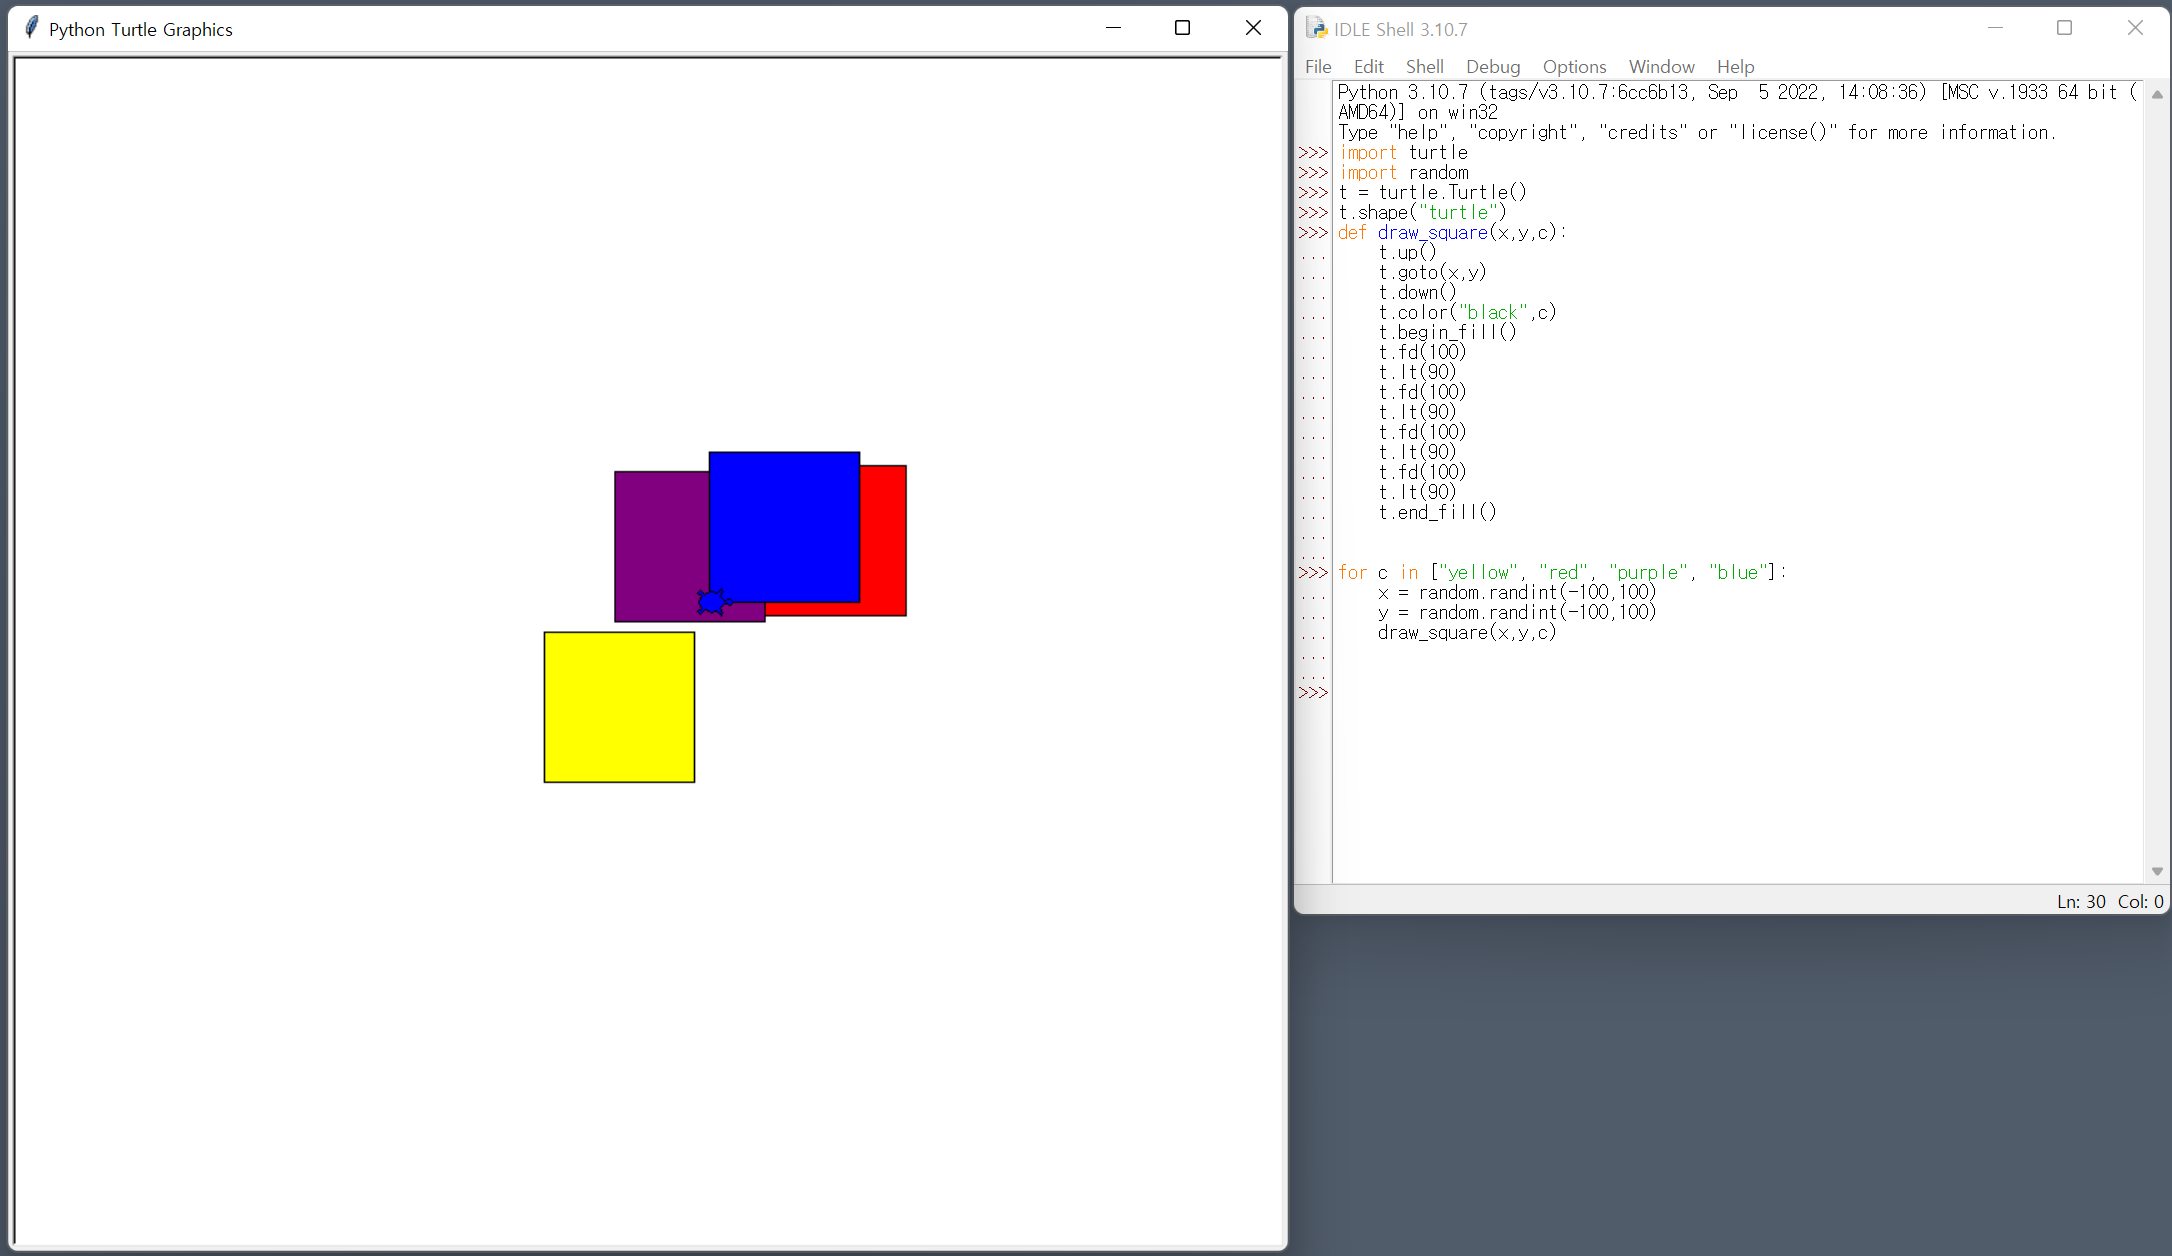 Python Turtle Graphics
IDLE Shell 3.10.7
File Edit Shell Debug Options Window Help
Python 3.10.7 (tags/v3.10.7:6cc6b13, Sep  5 2022, 14:08:36) [MSC v.1933 64 bit (
AMD64)] on win32
Type "help", "copyright", "credits" or "license()" for more information.
>>> import turtle
>>> import random
>>> t = turtle.Turtle()
>>> t.shape("turtle")
>>> def draw_square(x,y,c):
...     t.up()
...     t.goto(x,y)
...     t.down()
...     t.color("black",c)
...     t.begin_fill()
...     t.fd(100)
...     t.lt(90)
...     t.fd(100)
...     t.lt(90)
...     t.fd(100)
...     t.lt(90)
...     t.fd(100)
...     t.lt(90)
...     t.end_fill()
...
...
>>> for c in ["yellow", "red", "purple", "blue"]:
...     x = random.randint(-100,100)
...     y = random.randint(-100,100)
...     draw_square(x,y,c)
...
...
>>>
Ln: 30 Col: 0